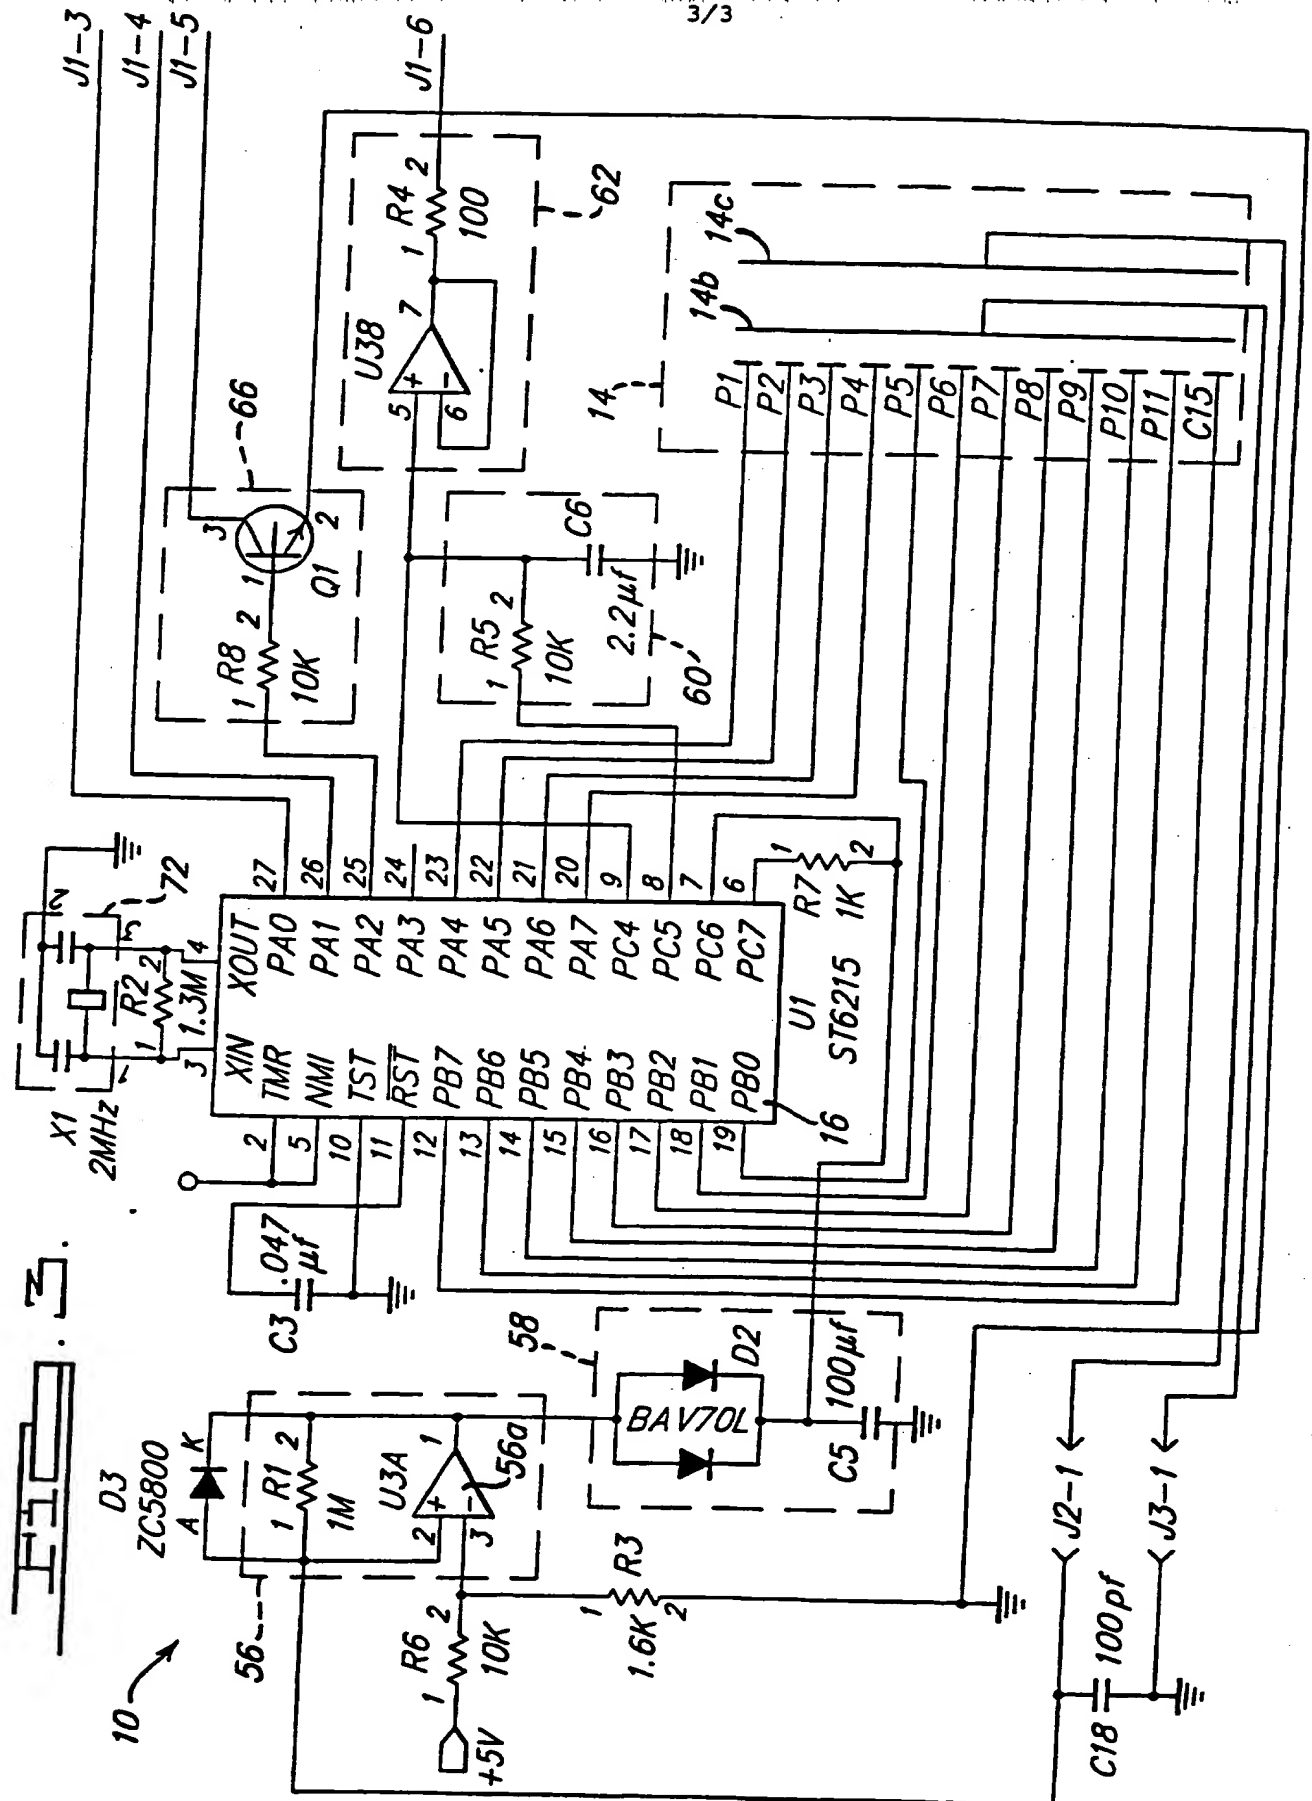 3/3
J1-3
J1-4
J1-5
J1-6
66
3
2
1
Q1
1
R8
2
10K
U38
5
+
6
-
7
1
R4
2
100
62
1
R5
2
10K
C6
2.2µf
60
14
14b
14c
P1
P2
P3
P4
P5
P6
P7
P8
P9
P10
P11
C15
X1
2MHz
1
2
3
72
1
R2
2
1.3M
3
4
XIN
XOUT
TMR
NMI
TST
RST
PB7
PB6
PB5
PB4
PB3
PB2
PB1
PB0
PA0
PA1
PA2
PA3
PA4
PA5
PA6
PA7
PC4
PC5
PC6
PC7
2
5
10
11
12
13
14
15
16
17
18
19
27
26
25
24
23
22
21
20
9
8
7
6
U1
ST6215
16
1
R7
2
1K
C3
.047
µf
Fig. 3.
10
D3
ZC5800
A
K
56
1
R1
2
1M
U3A
2
+
3
-
1
56a
58
BAV70L
D2
C5
100µf
+5V
1
R6
2
10K
1
R3
2
1.6K
J2-1
J3-1
C18
100pf